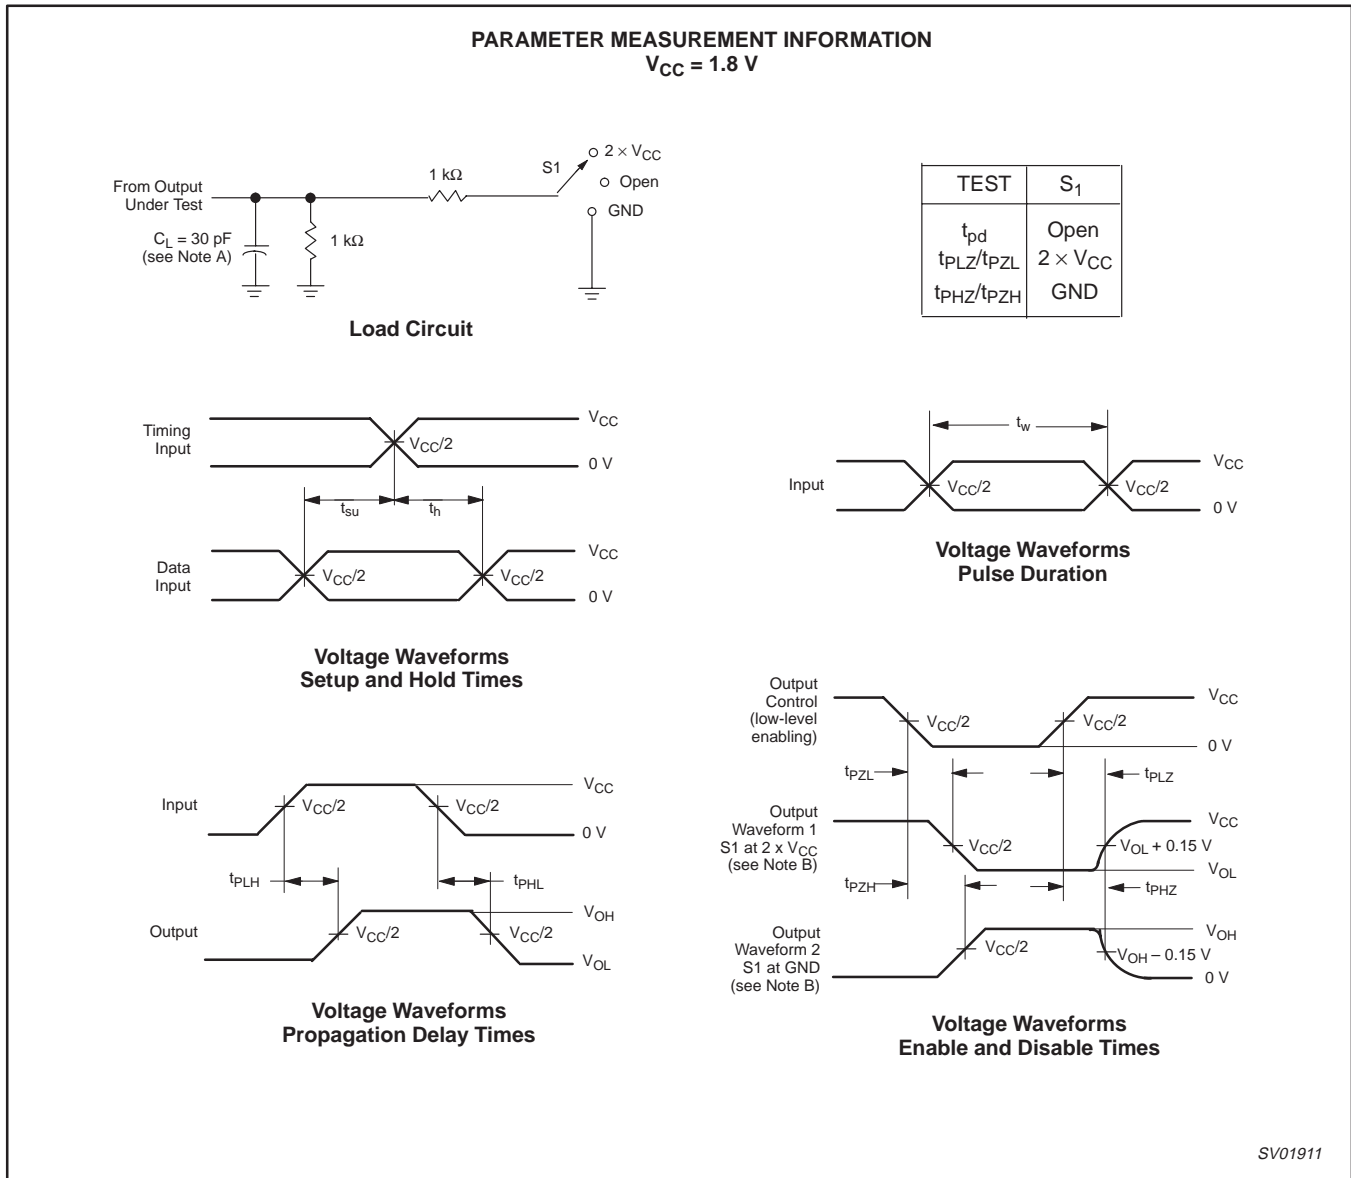 PARAMETER MEASUREMENT INFORMATION
VCC = 1.8 V
From Output
Under Test
CL = 30 pF
(see Note A)
1 kΩ
1 kΩ
S1
2 × VCC
Open
GND
Load Circuit
TEST S1
tpd Open
tPLZ/tPZL 2 × VCC
tPHZ/tPZH GND
Timing
Input
VCC/2
VCC
0 V
tsu
th
Data
Input
VCC/2
VCC/2
VCC
0 V
Voltage Waveforms
Setup and Hold Times
tw
Input
VCC/2
VCC/2
VCC
0 V
Voltage Waveforms
Pulse Duration
Input
VCC/2
VCC/2
VCC
0 V
tPLH
tPHL
Output
VCC/2
VCC/2
VOH
VOL
Voltage Waveforms
Propagation Delay Times
Output
Control
(low-level
enabling)
VCC/2
VCC/2
VCC
0 V
tPZL
tPLZ
Output
Waveform 1
S1 at 2 x VCC
(see Note B)
VCC/2
VCC
VOL + 0.15 V
VOL
tPZH
tPHZ
Output
Waveform 2
S1 at GND
(see Note B)
VCC/2
VOH
VOH – 0.15 V
0 V
Voltage Waveforms
Enable and Disable Times
SV01911